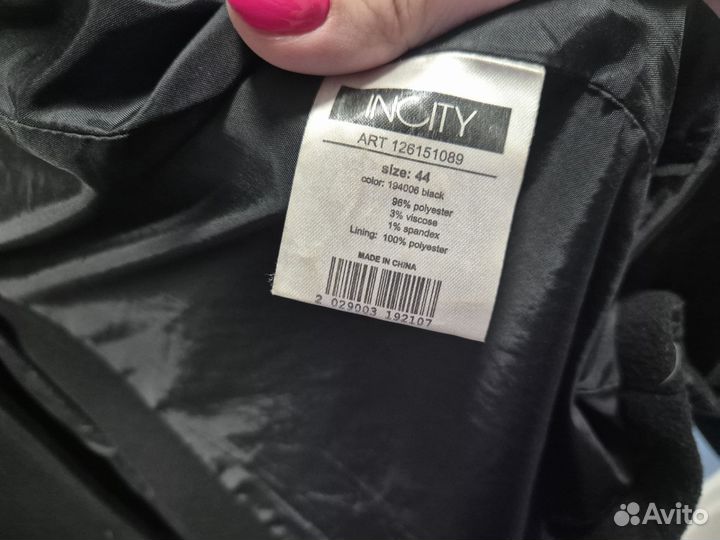 INCITY
ART 126151089
size: 44
color: 194006 black
96% polyester
3% viscose
1% spandex
Lining: 100% polyester
MADE IN CHINA
2 029003 192107
Avito